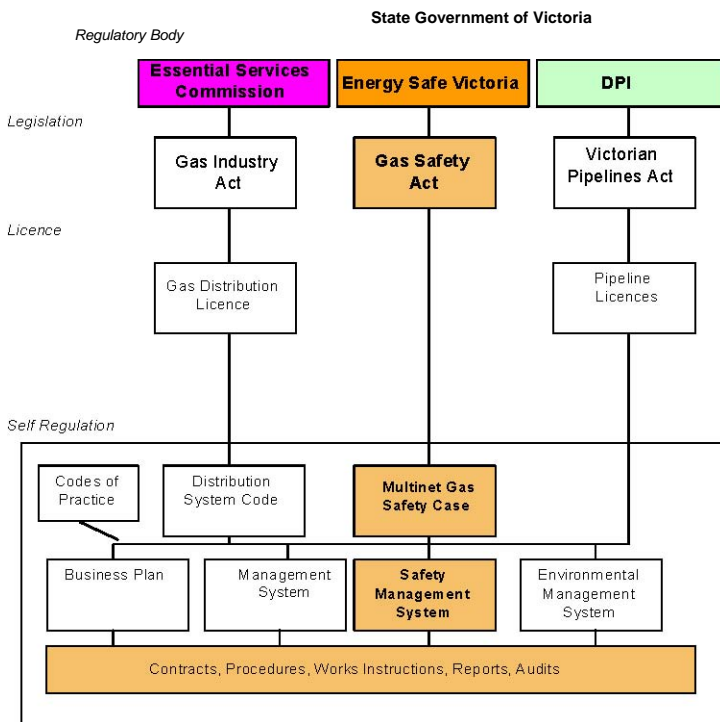 State Government of Victoria
Regulatory Body
Essential Services
Commission
Energy Safe Victoria
DPI
Legislation
Gas Industry
Act
Gas Safety
Act
Victorian
Pipelines Act
Licence
Gas Distribution
Licence
Pipeline
Licences
Self Regulation
Codes of
Practice
Distribution
System Code
Multinet Gas
Safety Case
Business Plan
Management
System
Safety
Management
System
Environmental
Management
System
Contracts, Procedures, Works Instructions, Reports, Audits